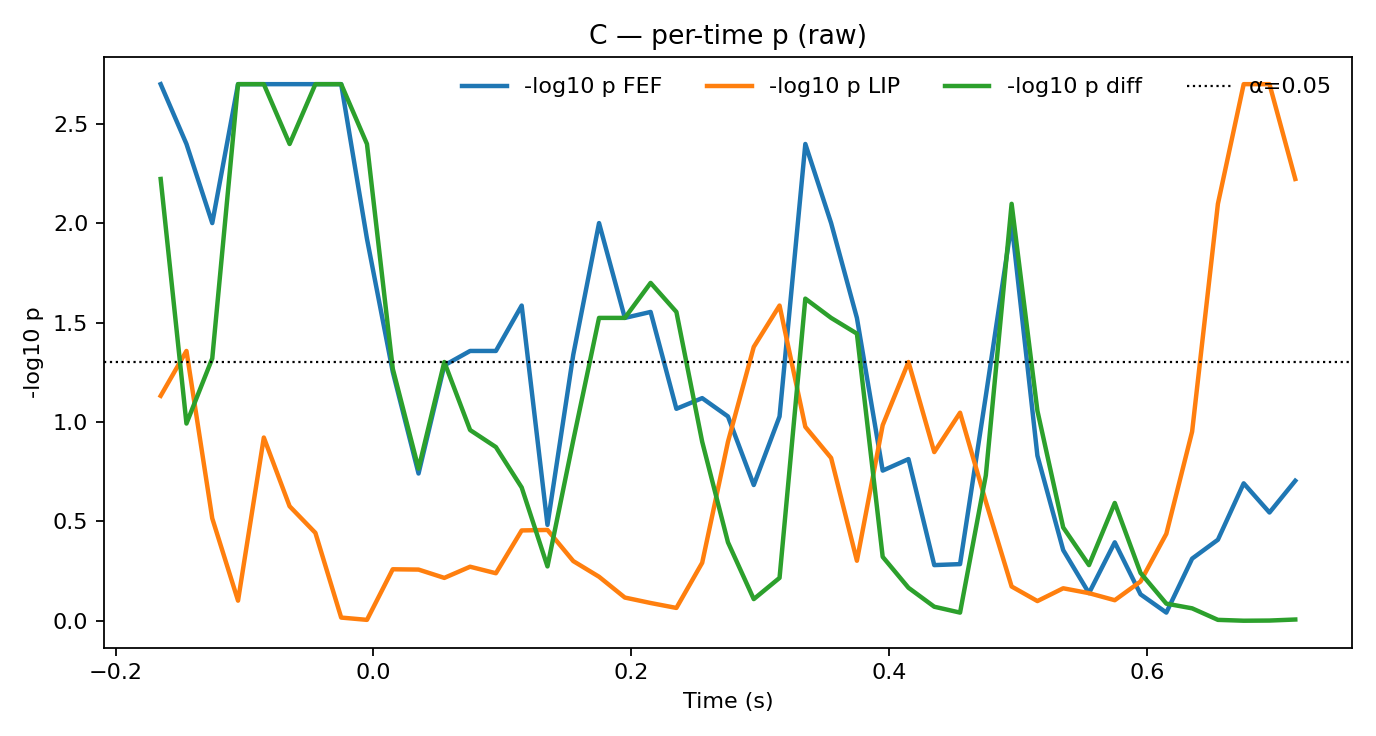 C — per-time p (raw)
-log10 p FEF
-log10 p LIP
-log10 p diff
α=0.05
-log10 p
2.5
2.0
1.5
1.0
0.5
0.0
−0.2
0.0
0.2
0.4
0.6
Time (s)